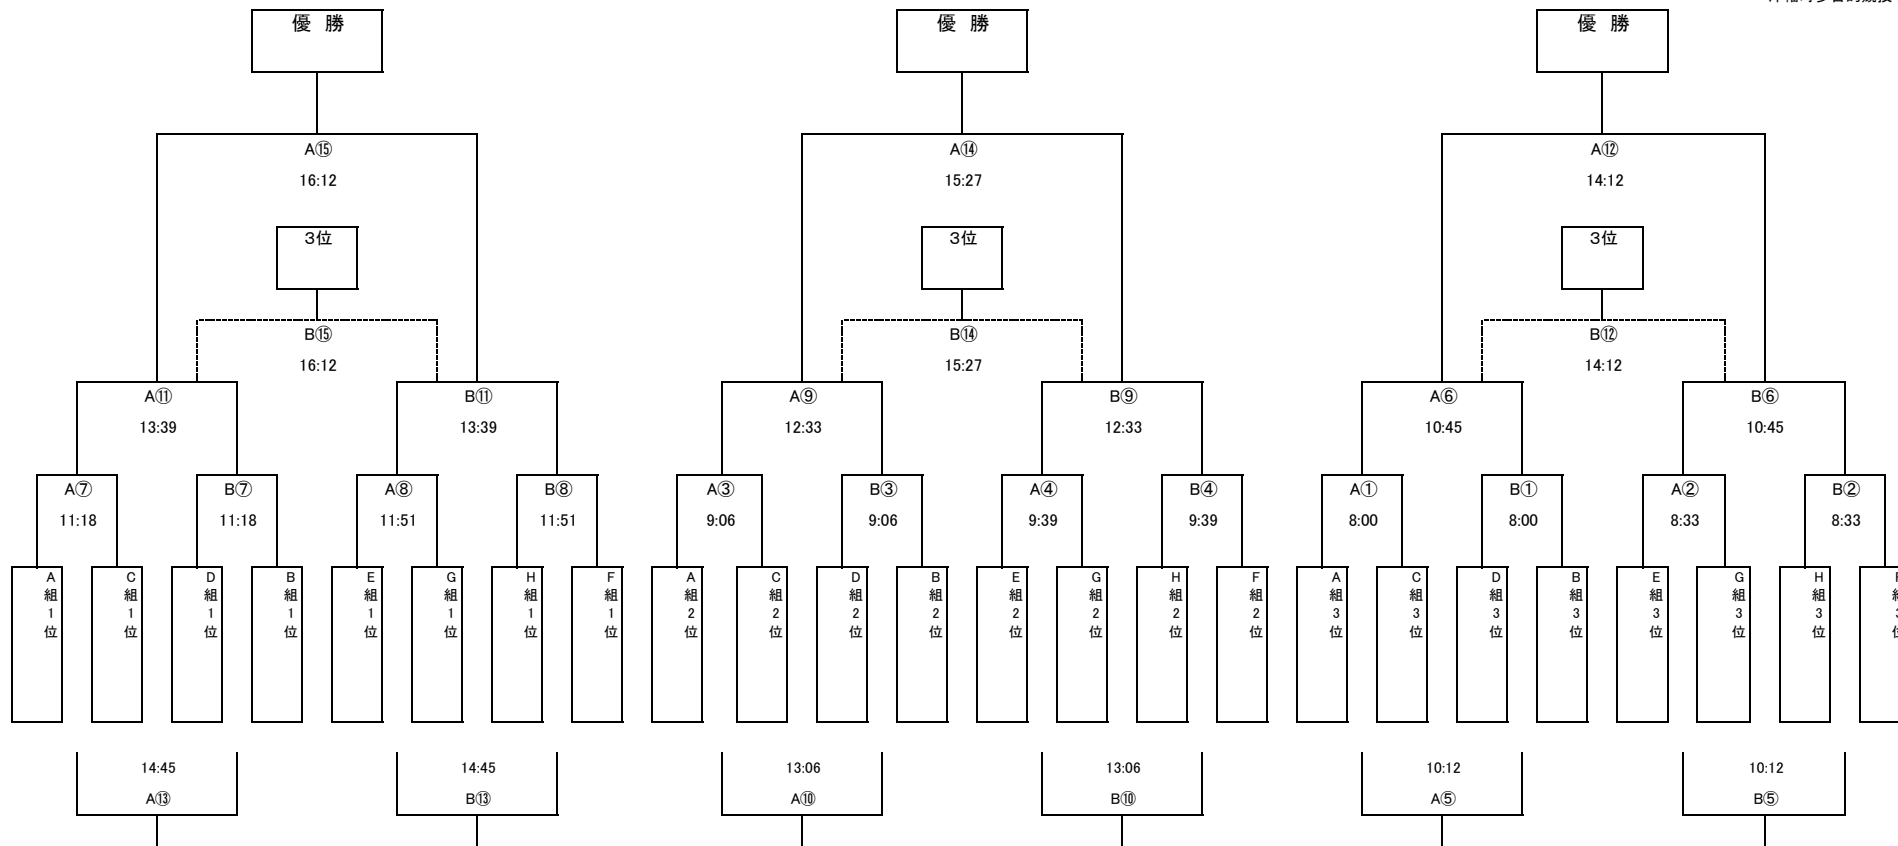 優 勝
優 勝
優 勝
A⑮
A⑭
A⑫
16:12
15:27
14:12
3位
3位
3位
B⑮
B⑭
B⑫
16:12
15:27
14:12
A⑪
B⑪
A⑨
B⑨
A⑥
B⑥
13:39
13:39
12:33
12:33
10:45
10:45
A⑦
B⑦
A⑧
B⑧
A③
B③
A④
B④
A①
B①
A②
B②
11:18
11:18
11:51
11:51
9:06
9:06
9:39
9:39
8:00
8:00
8:33
8:33
A組1位
C組1位
D組1位
B組1位
E組1位
G組1位
H組1位
F組1位
A組2位
C組2位
D組2位
B組2位
E組2位
G組2位
H組2位
F組2位
A組3位
C組3位
D組3位
B組3位
E組3位
G組3位
H組3位
14:45
14:45
13:06
13:06
10:12
10:12
A⑬
B⑬
A⑩
B⑩
A⑤
B⑤